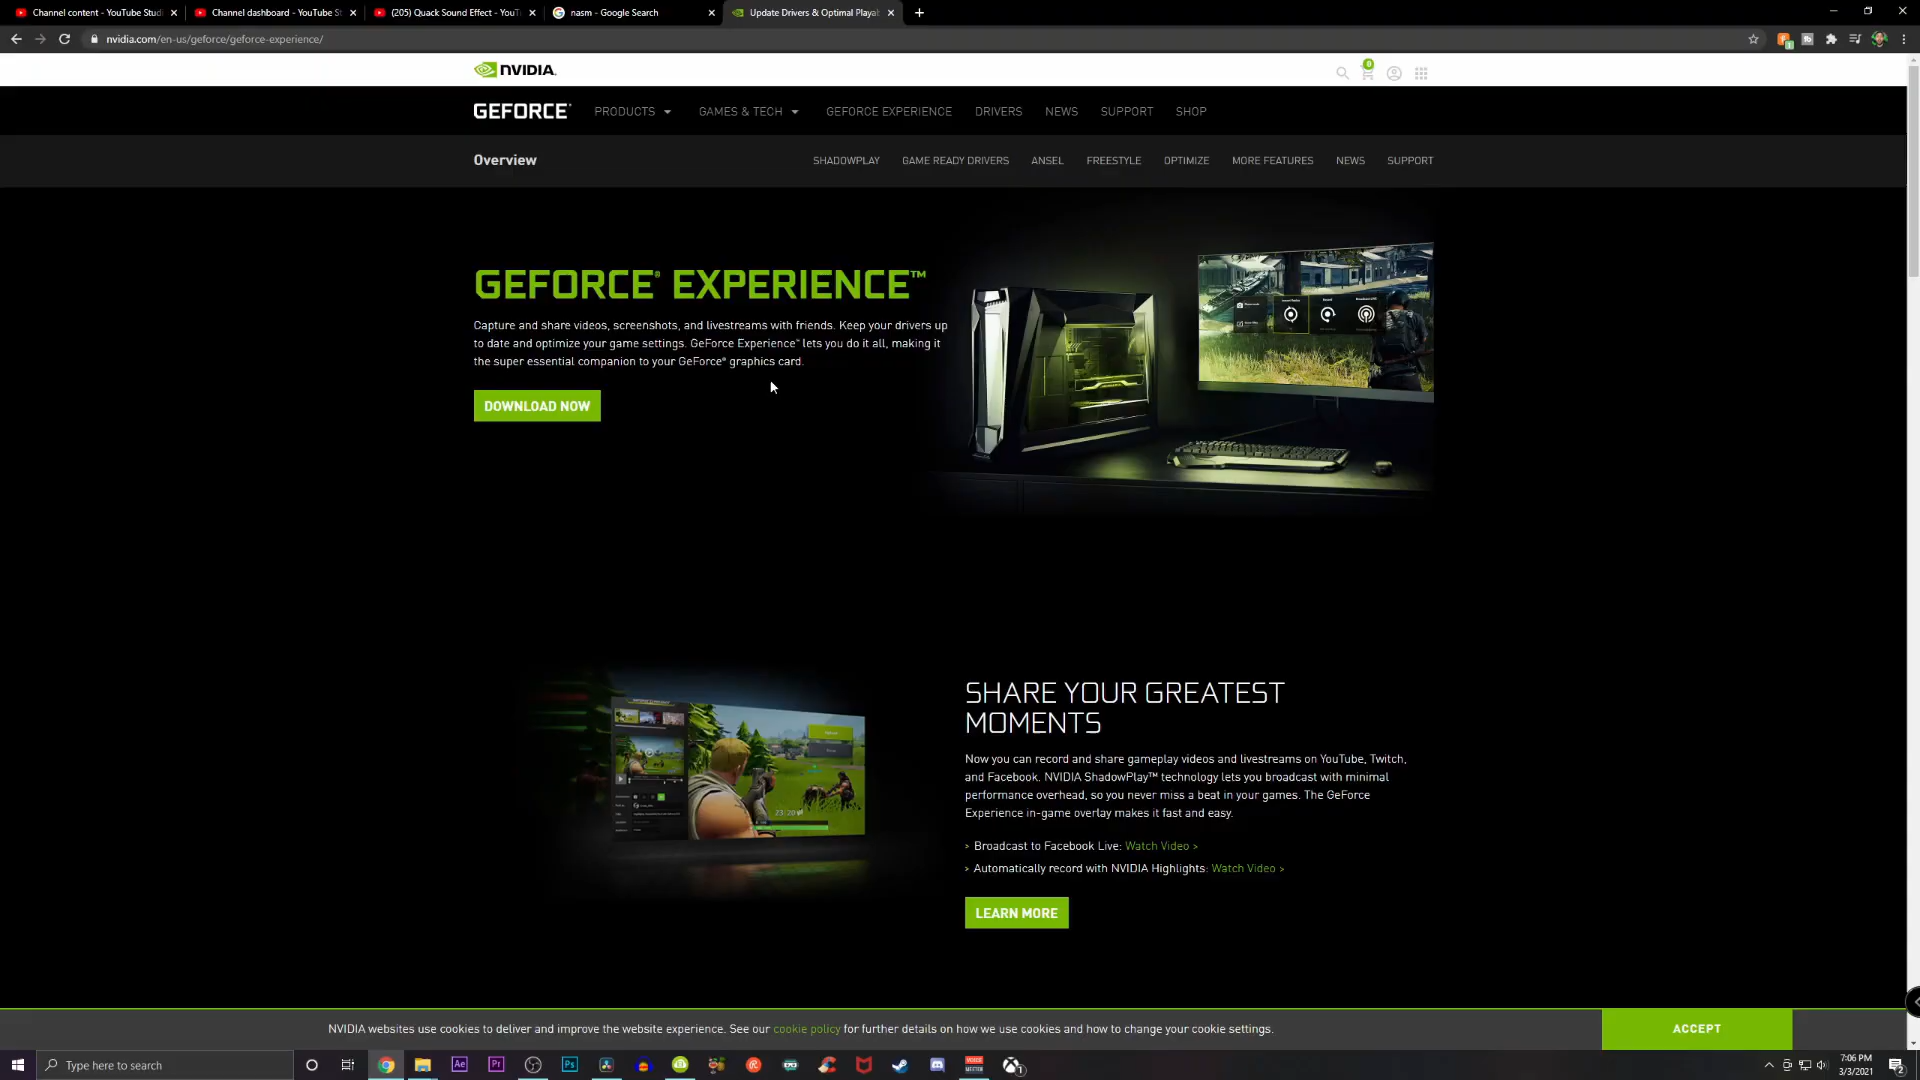 Channel content - YouTube Studi
Channel dashboard - YouTube St
(205) Quack Sound Effect - YouT
nasm - Google Search
Update Drivers & Optimal Playab
nvidia.com/en-us/geforce/geforce-experience/
NVIDIA.
0
GEFORCE
PRODUCTS
GAMES & TECH
GEFORCE EXPERIENCE
DRIVERS
NEWS
SUPPORT
SHOP
Overview
SHADOWPLAY
GAME READY DRIVERS
ANSEL
FREESTYLE
OPTIMIZE
MORE FEATURES
NEWS
SUPPORT
GEFORCE® EXPERIENCE™
Capture and share videos, screenshots, and livestreams with friends. Keep your drivers up
to date and optimize your game settings. GeForce Experience™ lets you do it all, making it
the super essential companion to your GeForce® graphics card.
DOWNLOAD NOW
SHARE YOUR GREATEST
MOMENTS
Now you can record and share gameplay videos and livestreams on YouTube, Twitch,
and Facebook. NVIDIA ShadowPlay™ technology lets you broadcast with minimal
performance overhead, so you never miss a beat in your games. The GeForce
Experience in-game overlay makes it fast and easy.
> Broadcast to Facebook Live: Watch Video >
> Automatically record with NVIDIA Highlights: Watch Video >
LEARN MORE
NVIDIA websites use cookies to deliver and improve the website experience. See our cookie policy for further details on how we use cookies and how to change your cookie settings.
ACCEPT
Type here to search
Ae
Pr
Ps
7:06 PM
3/3/2021